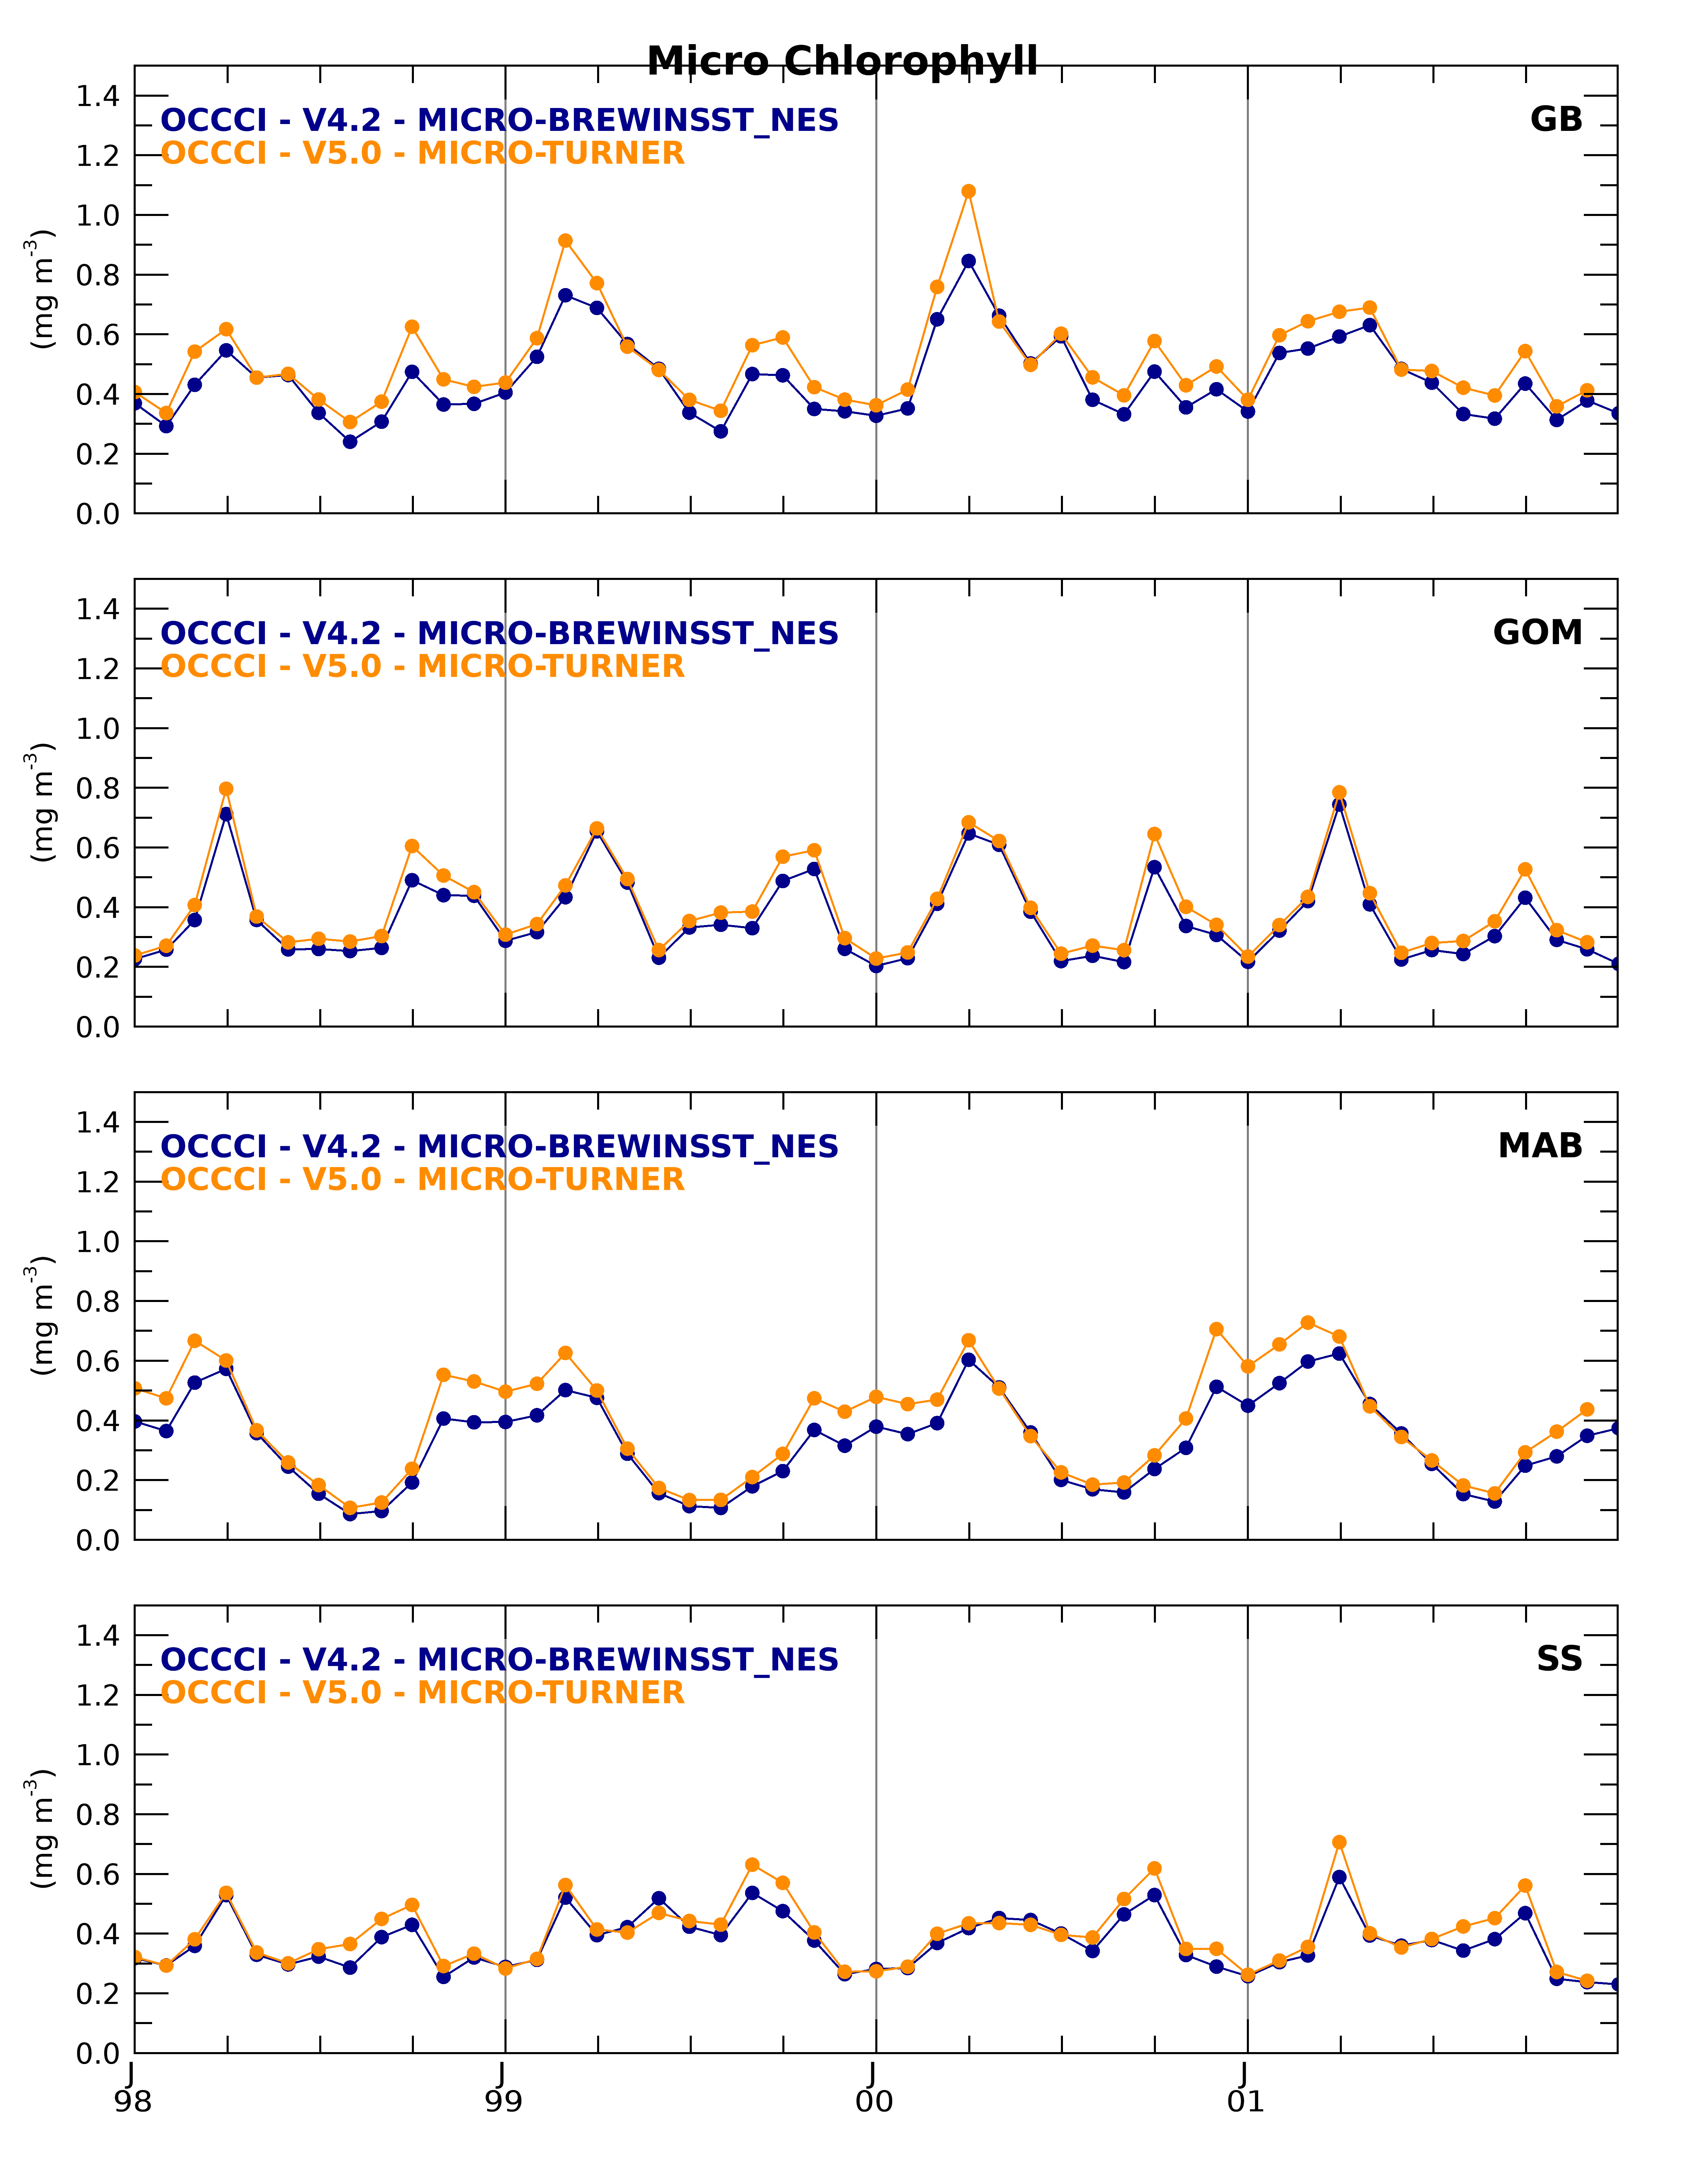 Micro Chlorophyll
1.4
OCCCI - V4.2 - MICRO-BREWINSST_NES
GB
OCCCI - V5.0 - MICRO-TURNER
1.2
1.0
0.8
(mg m-3)
0.6
0.4
0.2
0.0
1.4
OCCCI - V4.2 - MICRO-BREWINSST_NES
GOM
OCCCI - V5.0 - MICRO-TURNER
1.2
1.0
0.8
(mg m-3)
0.6
0.4
0.2
0.0
1.4
OCCCI - V4.2 - MICRO-BREWINSST_NES
MAB
OCCCI - V5.0 - MICRO-TURNER
1.2
1.0
0.8
(mg m-3)
0.6
0.4
0.2
0.0
1.4
OCCCI - V4.2 - MICRO-BREWINSST_NES
SS
OCCCI - V5.0 - MICRO-TURNER
1.2
1.0
0.8
(mg m-3)
0.6
0.4
0.2
0.0
J J J J
98 99 00 01